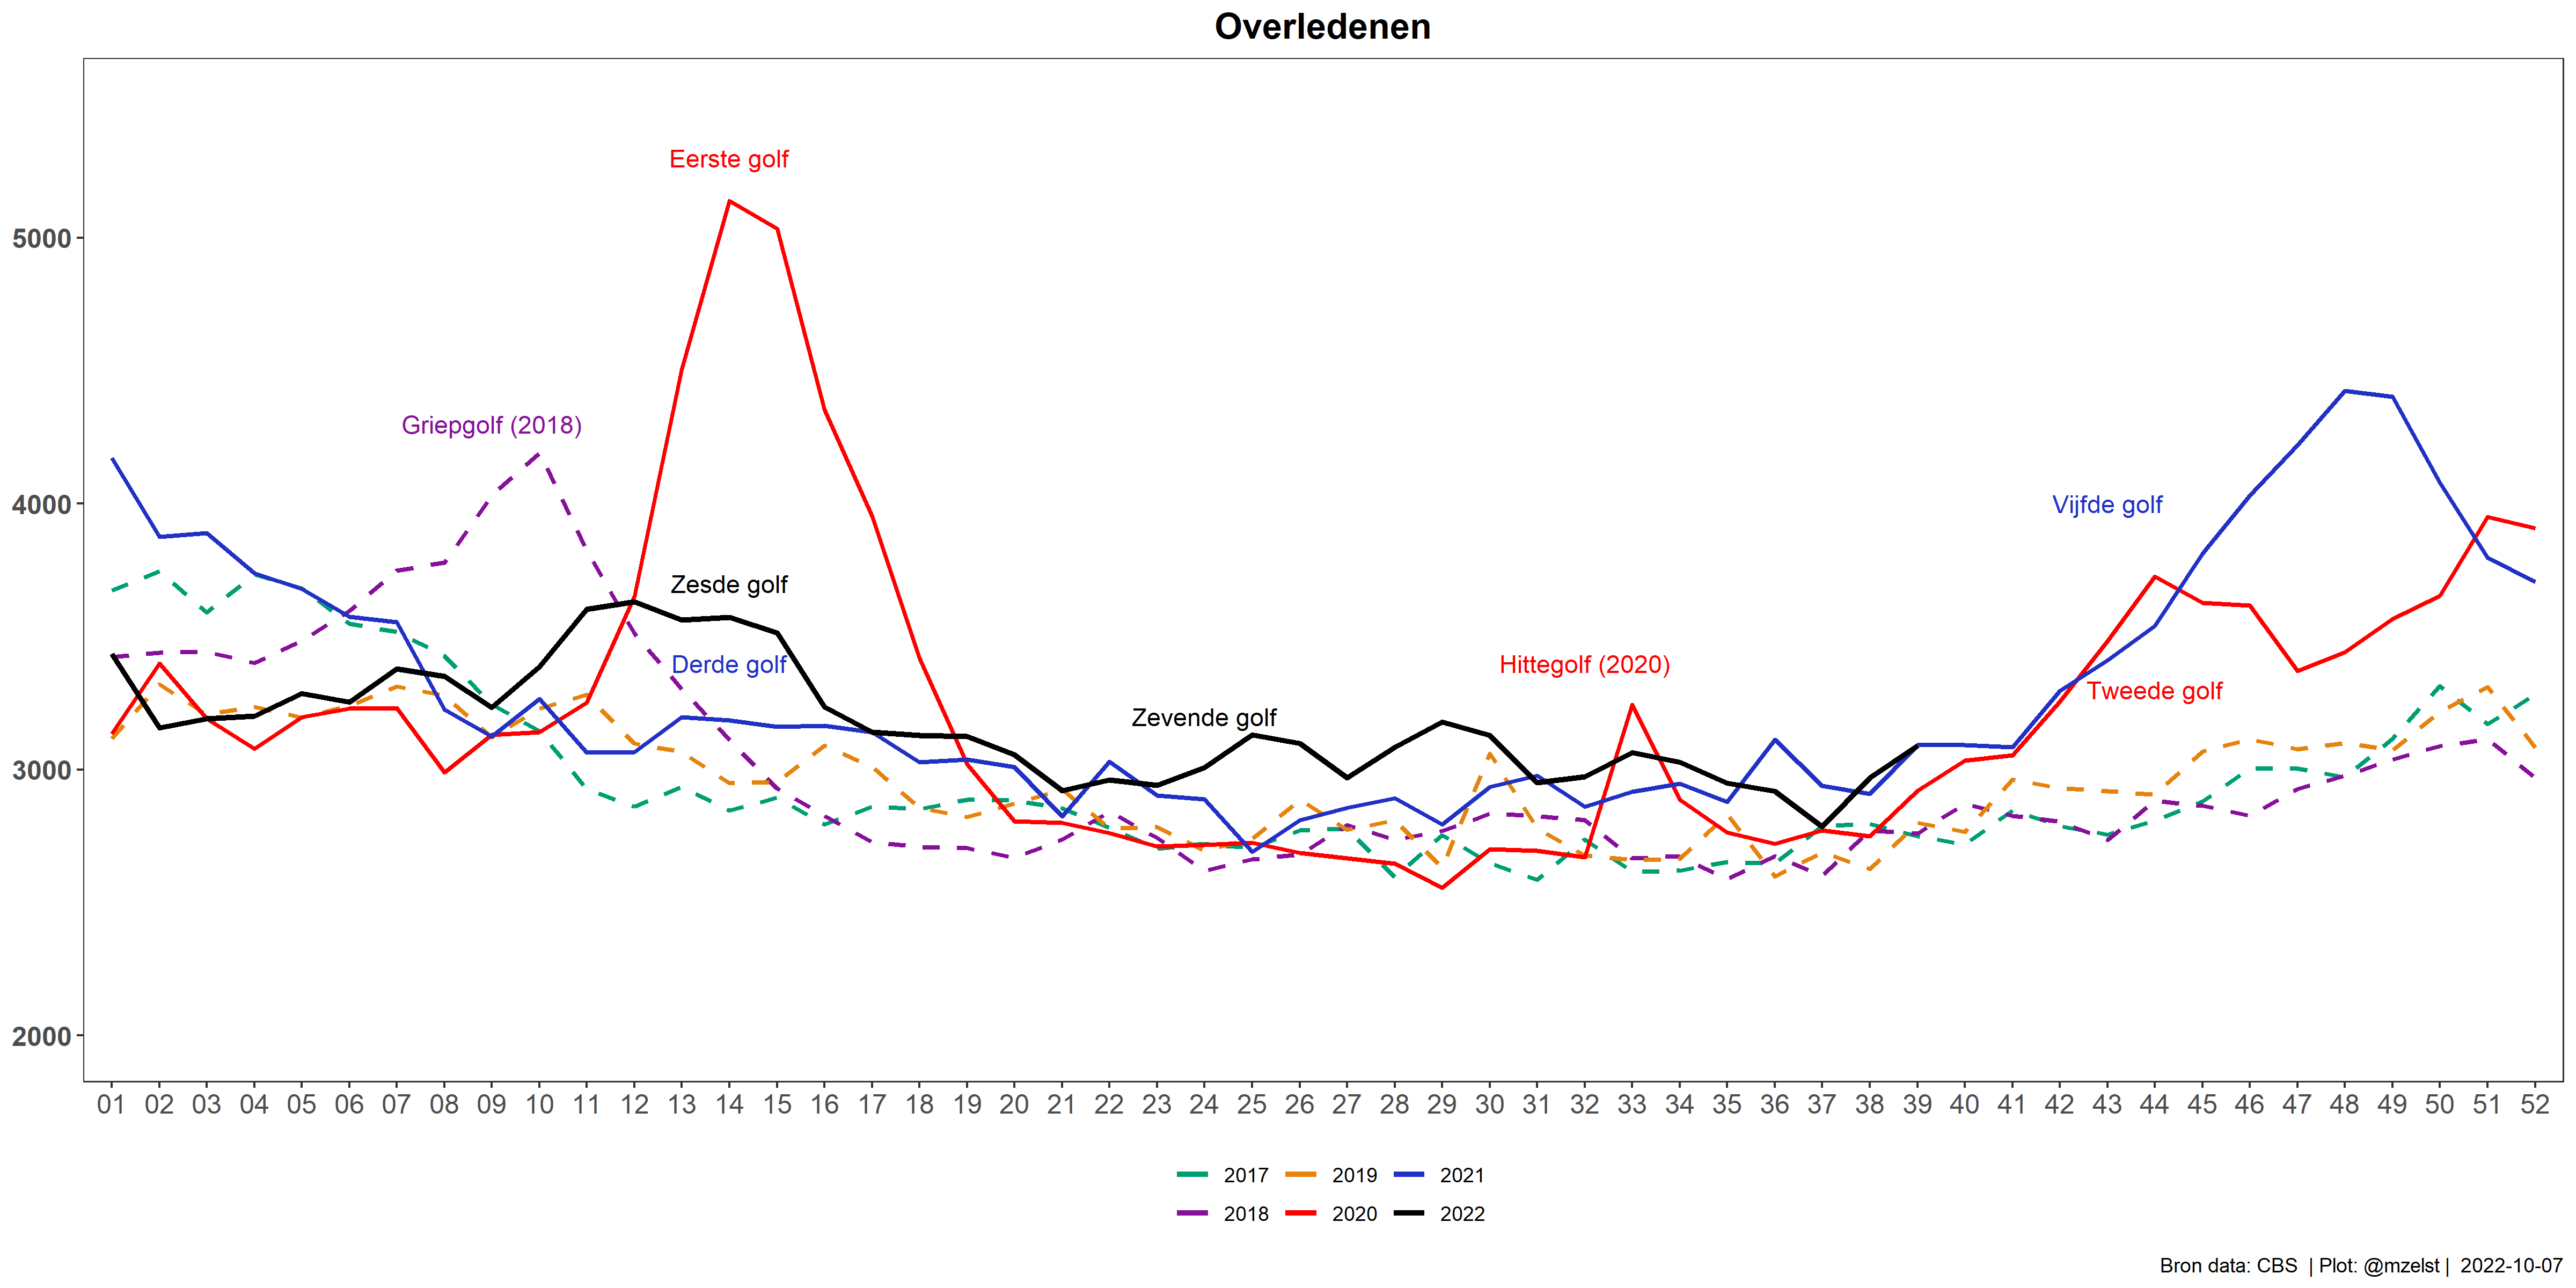 Overledenen
Eerste golf
5000
Griepgolf (2018)
4000
Vijfde golf
Zesde golf
Derde golf
Hittegolf (2020)
Tweede golf
Zevende golf
3000
2000
01 02 03 04 05 06 07 08 09 10 11 12 13 14 15 16 17 18 19 20 21 22 23 24 25 26 27 28 29 30 31 32 33 34 35 36 37 38 39 40 41 42 43 44 45 46 47 48 49 50 51 52
2017 2019 2021
2018 2020 2022
Bron data: CBS | Plot: @mzelst | 2022-10-07